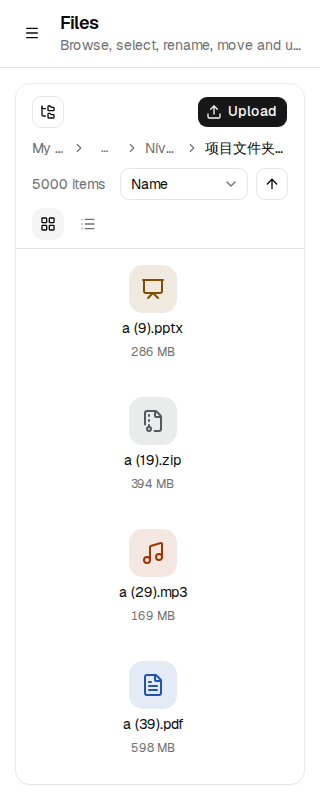 Files
Browse, select, rename, move and u…
Upload
My … > … > Nív… > 项目文件夹…
5000 items
Name
a (9).pptx
286 MB
a (19).zip
394 MB
a (29).mp3
169 MB
a (39).pdf
598 MB